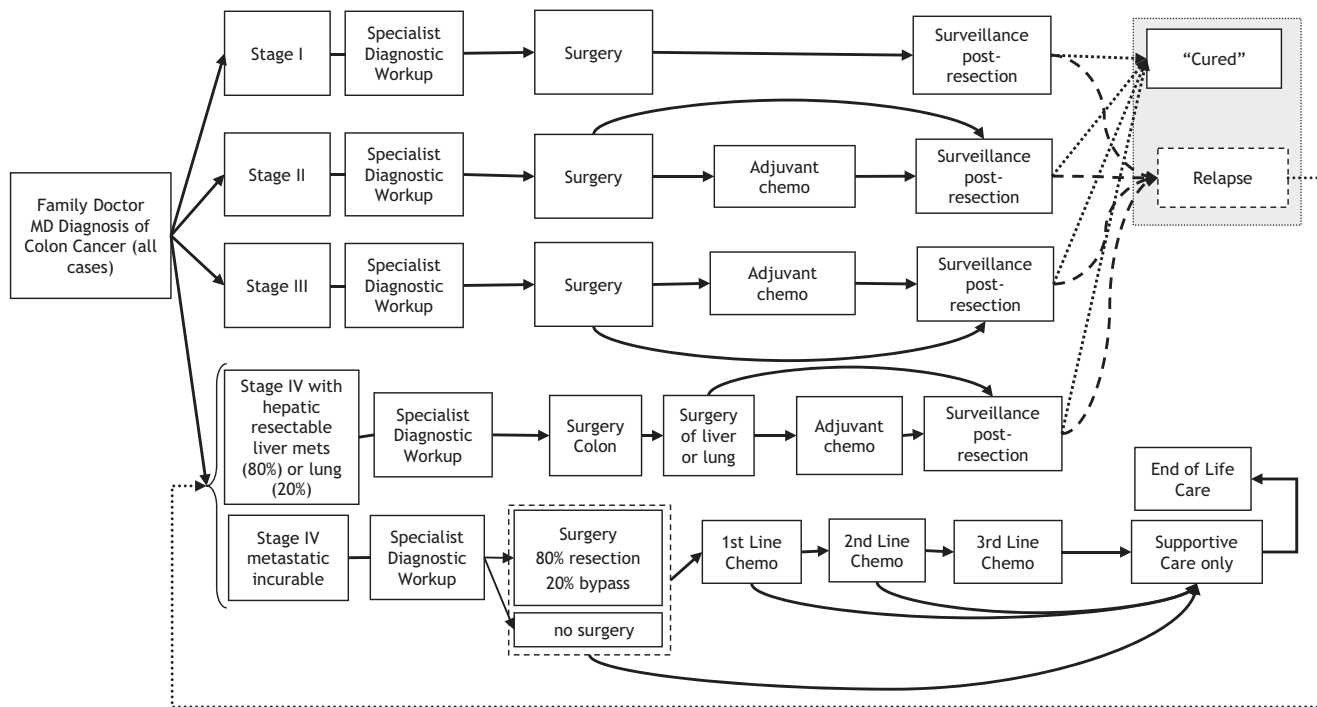 Family Doctor
MD Diagnosis of
Colon Cancer (all
cases)
Stage I
Specialist
Diagnostic
Workup
Surgery
Surveillance
post-
resection
“Cured”
Stage II
Specialist
Diagnostic
Workup
Surgery
Adjuvant
chemo
Surveillance
post-
resection
Relapse
Stage III
Specialist
Diagnostic
Workup
Surgery
Adjuvant
chemo
Surveillance
post-
resection
Stage IV with
hepatic
resectable
liver mets
(80%) or lung
(20%)
Specialist
Diagnostic
Workup
Surgery
Colon
Surgery
of liver
or lung
Adjuvant
chemo
Surveillance
post-
resection
End of Life
Care
Stage IV
metastatic
incurable
Specialist
Diagnostic
Workup
Surgery
80% resection
20% bypass
no surgery
1st Line
Chemo
2nd Line
Chemo
3rd Line
Chemo
Supportive
Care only